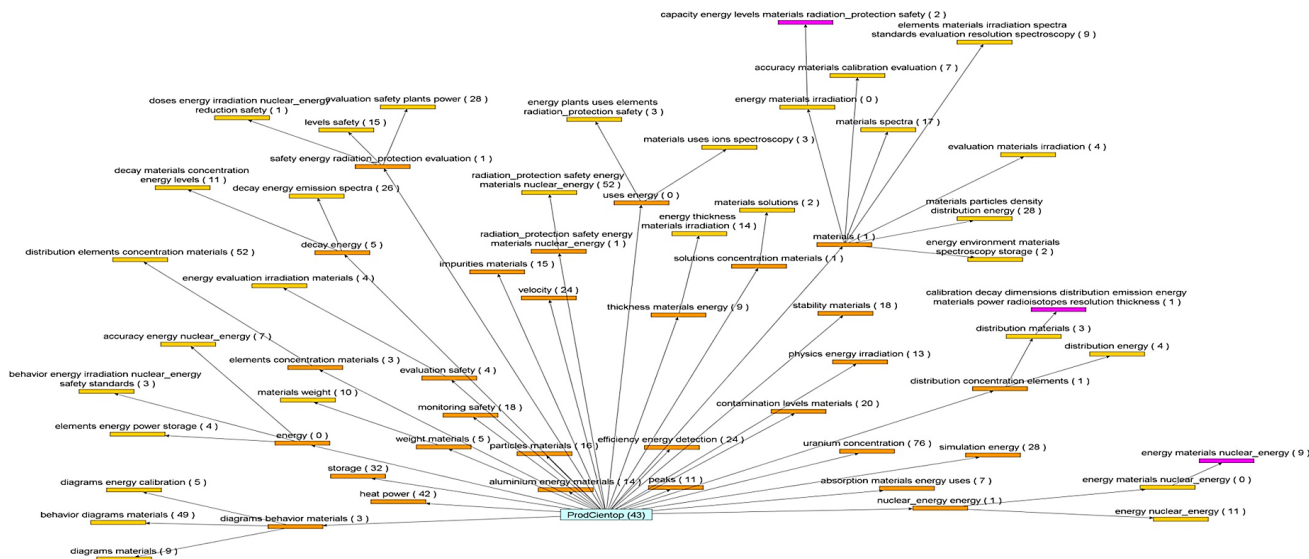 capacity energy levels materials radiation_protection safety ( 2 )
elements materials irradiation spectra
standards evaluation resolution spectroscopy ( 9 )
accuracy materials calibration evaluation ( 7 )
doses energy irradiation nuclear_energy
reduction safety ( 1 )
evaluation safety plants power ( 28 )
energy plants uses elements
radiation_protection safety ( 3 )
energy materials irradiation ( 0 )
levels safety ( 15 )
materials spectra ( 17 )
materials uses ions spectroscopy ( 3 )
evaluation materials irradiation ( 4 )
safety energy radiation_protection evaluation ( 1 )
decay materials concentration
energy levels ( 11 )
decay energy emission spectra ( 26 )
radiation_protection safety energy
materials nuclear_energy ( 52 )
uses energy ( 0 )
materials solutions ( 2 )
materials particles density
distribution energy ( 28 )
energy thickness
materials irradiation ( 14 )
decay energy ( 5 )
radiation_protection safety energy
materials nuclear_energy ( 1 )
materials ( 1 )
energy environment materials
spectroscopy storage ( 2 )
distribution elements concentration materials ( 52 )
impurities materials ( 15 )
solutions concentration materials ( 1 )
energy evaluation irradiation materials ( 4 )
velocity ( 24 )
thickness materials energy ( 9 )
stability materials ( 18 )
calibration decay dimensions distribution emission energy
materials power radioisotopes resolution thickness ( 1 )
accuracy energy nuclear_energy ( 7 )
distribution materials ( 3 )
distribution energy ( 4 )
elements concentration materials ( 3 )
physics energy irradiation ( 13 )
behavior energy irradiation nuclear_energy
safety standards ( 3 )
evaluation safety ( 4 )
distribution concentration elements ( 1 )
materials weight ( 10 )
monitoring safety ( 18 )
contamination levels materials ( 20 )
elements energy power storage ( 4 )
energy ( 0 )
weight materials ( 5 )
particles materials ( 16 )
efficiency energy detection ( 24 )
uranium concentration ( 76 )
simulation energy ( 28 )
energy materials nuclear_energy ( 9 )
storage ( 32 )
diagrams energy calibration ( 5 )
aluminium energy materials ( 14 )
peaks ( 11 )
absorption materials energy uses ( 7 )
energy materials nuclear_energy ( 0 )
heat power ( 42 )
nuclear_energy energy ( 1 )
behavior diagrams materials ( 49 )
diagrams behavior materials ( 3 )
ProdCientop (43)
energy nuclear_energy ( 11 )
diagrams materials ( 9 )